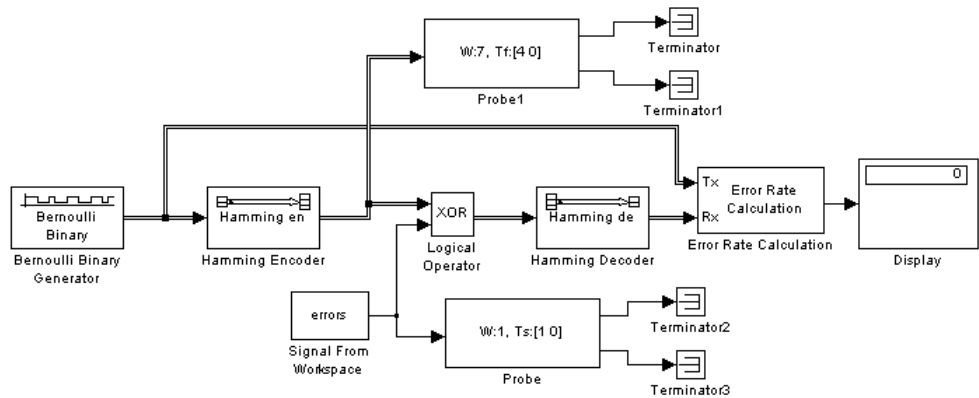 W:7, Tf:[4 0]
Probe1
Terminator
Terminator1
Bernoulli
Binary
Bernoulli Binary
Generator
Hamming en
Hamming Encoder
XOR
Logical
Operator
Hamming de
Hamming Decoder
Tx
Rx
Error Rate
Calculation
Error Rate Calculation
0
Display
errors
Signal From
Workspace
W:1, Ts:[1 0]
Probe
Terminator2
Terminator3